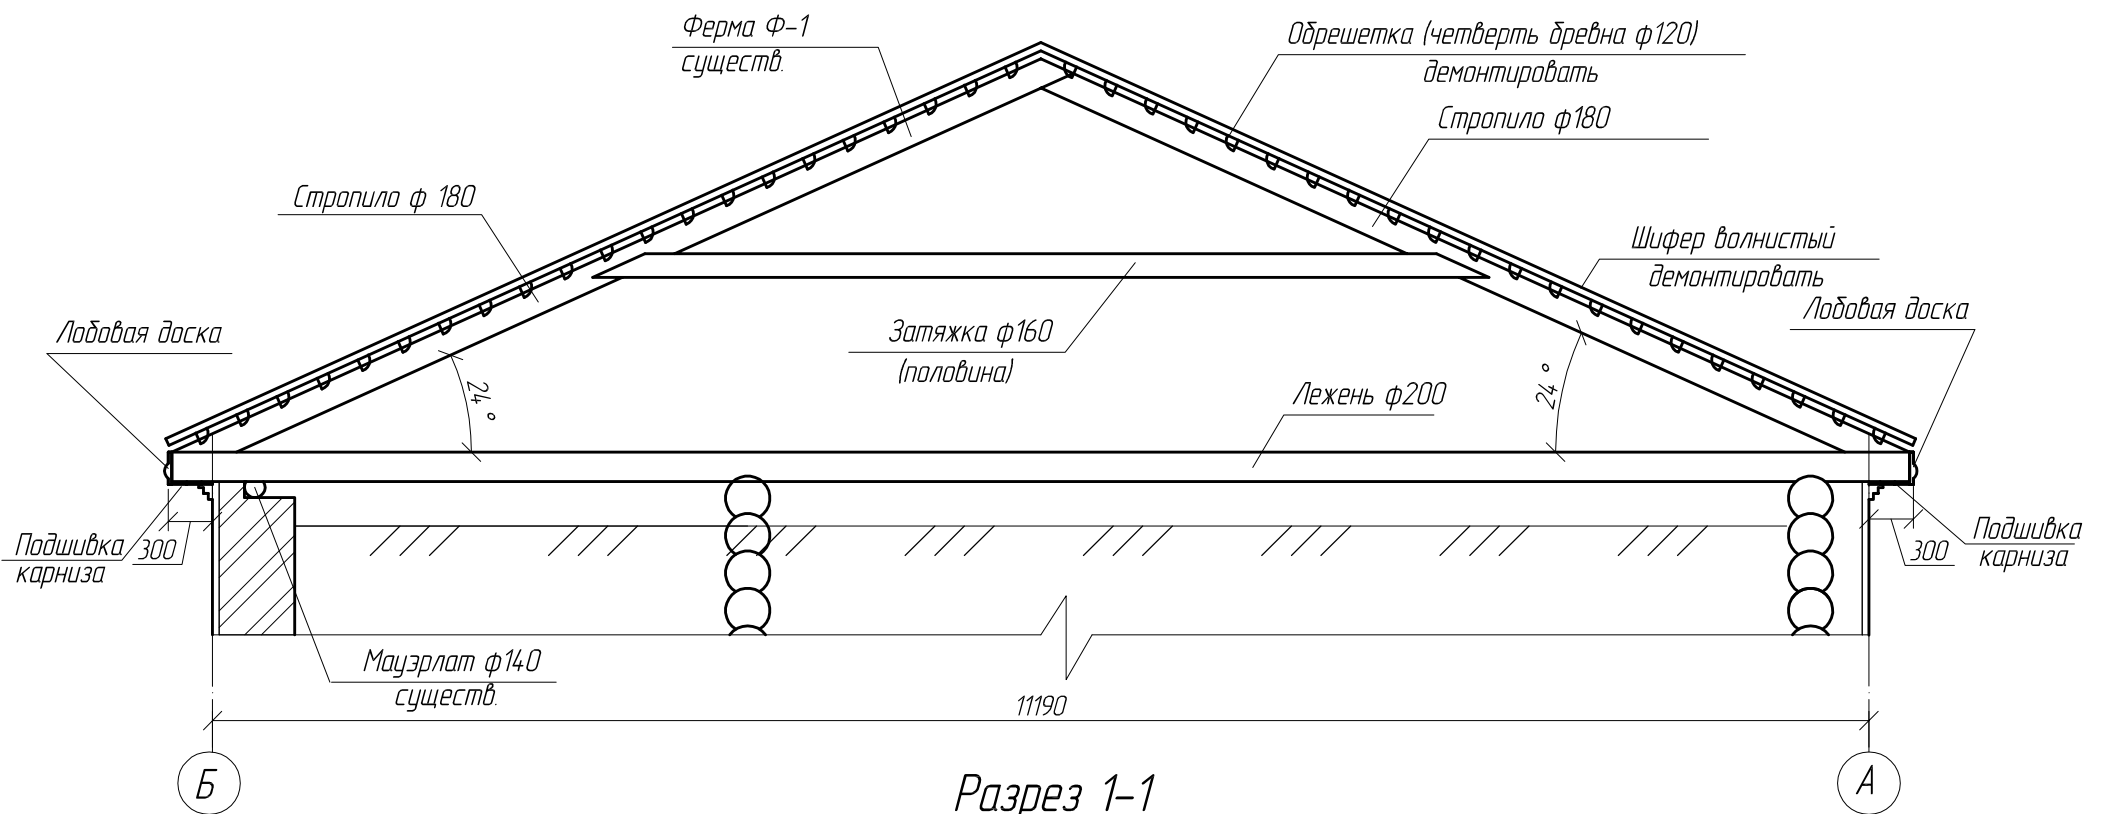 Ферма Ф-1
существ.
Обрешетка (четверть бревна ф120)
демонтировать
Стропило ф180
Стропило ф 180
Шифер волнистый
демонтировать
Лобовая доска
Лобовая доска
Затяжка ф160
(половина)
24°
24°
Лежень ф200
Подшивка
карниза
300
300
Подшивка
карниза
Мауэрлат ф140
существ.
11190
Б
А
Разрез 1-1